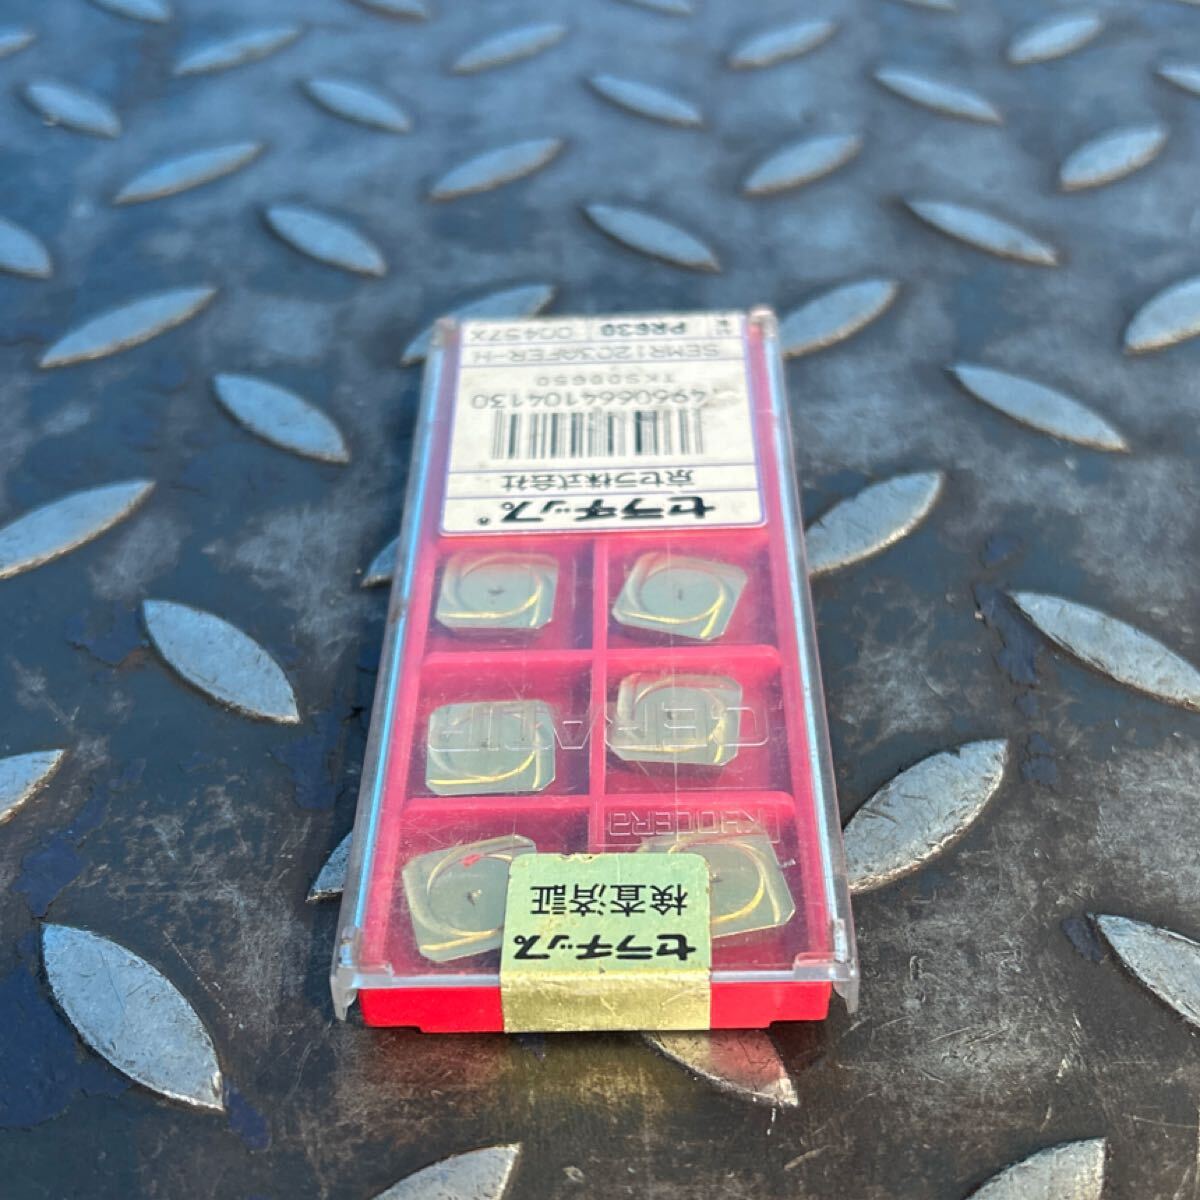 セラチップ®
京セラ株式会社
4960664104130
TKS00650
SEMR1203AFER-H
PR630 00457X
CERATIP
KYOCERA
検査済証
セラチップ